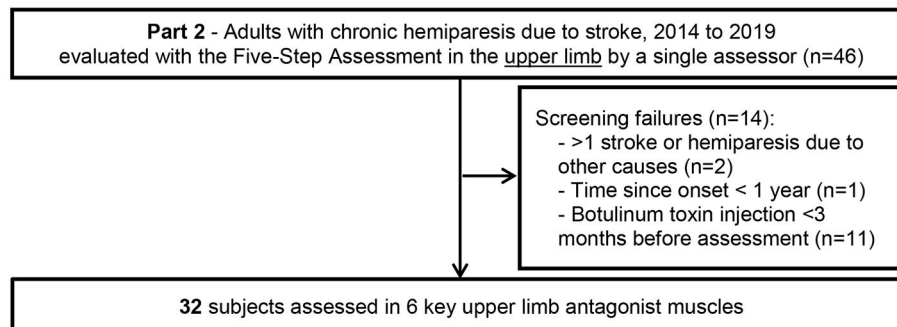 Part 2 - Adults with chronic hemiparesis due to stroke, 2014 to 2019
evaluated with the Five-Step Assessment in the upper limb by a single assessor (n=46)
Screening failures (n=14):
- >1 stroke or hemiparesis due to
other causes (n=2)
- Time since onset < 1 year (n=1)
- Botulinum toxin injection <3
months before assessment (n=11)
32 subjects assessed in 6 key upper limb antagonist muscles